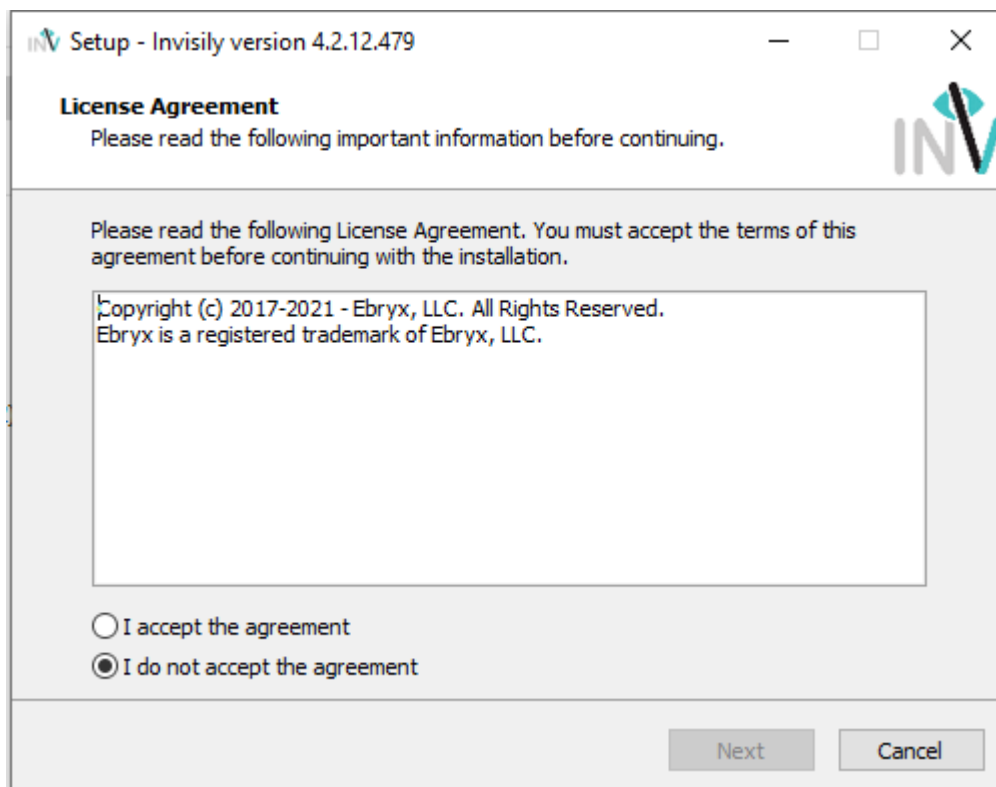 INV Setup - Invisily version 4.2.12.479
License Agreement
Please read the following important information before continuing.
INV
Please read the following License Agreement. You must accept the terms of this
agreement before continuing with the installation.
Copyright (c) 2017-2021 - Ebryx, LLC. All Rights Reserved.
Ebryx is a registered trademark of Ebryx, LLC.
I accept the agreement
I do not accept the agreement
Next Cancel